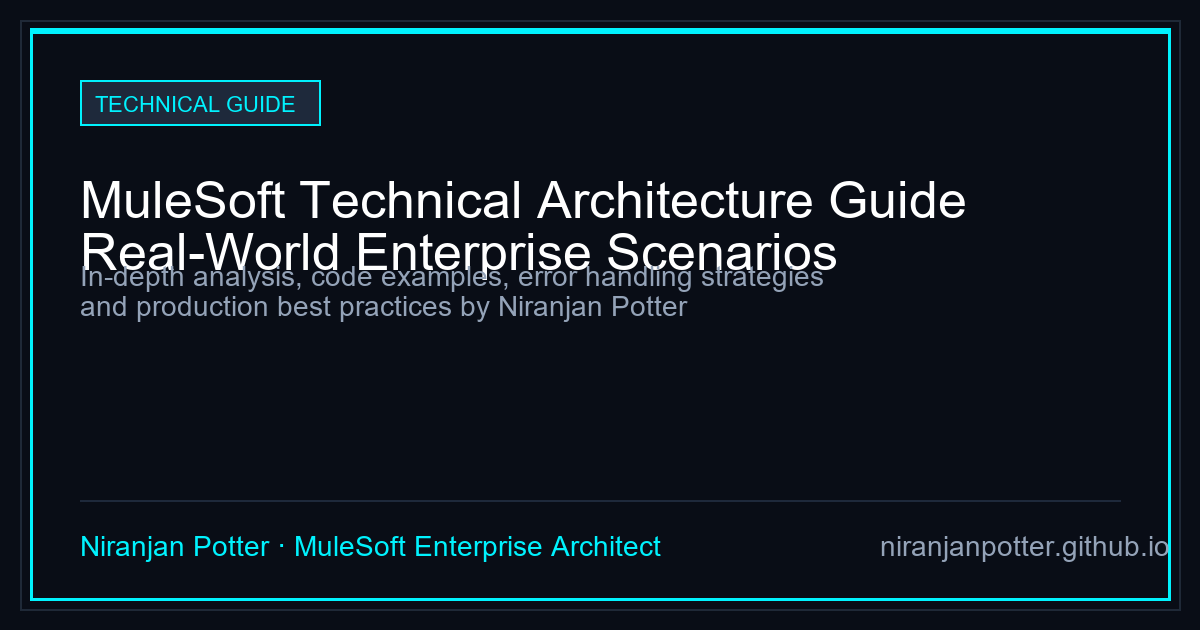 TECHNICAL GUIDE
MuleSoft Technical Architecture Guide
Real-World Enterprise Scenarios
In-depth analysis, code examples, error handling strategies
and production best practices by Niranjan Potter
Niranjan Potter · MuleSoft Enterprise Architect
niranjanpotter.github.io